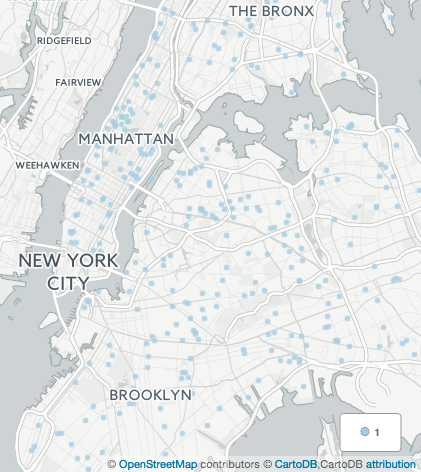 THE BRONX
RIDGEFIELD
FAIRVIEW
MANHATTAN
WEEHAWKEN
NEW YORK
CITY
BROOKLYN
1
© OpenStreetMap contributors © CartoDB,CartoDB attribution